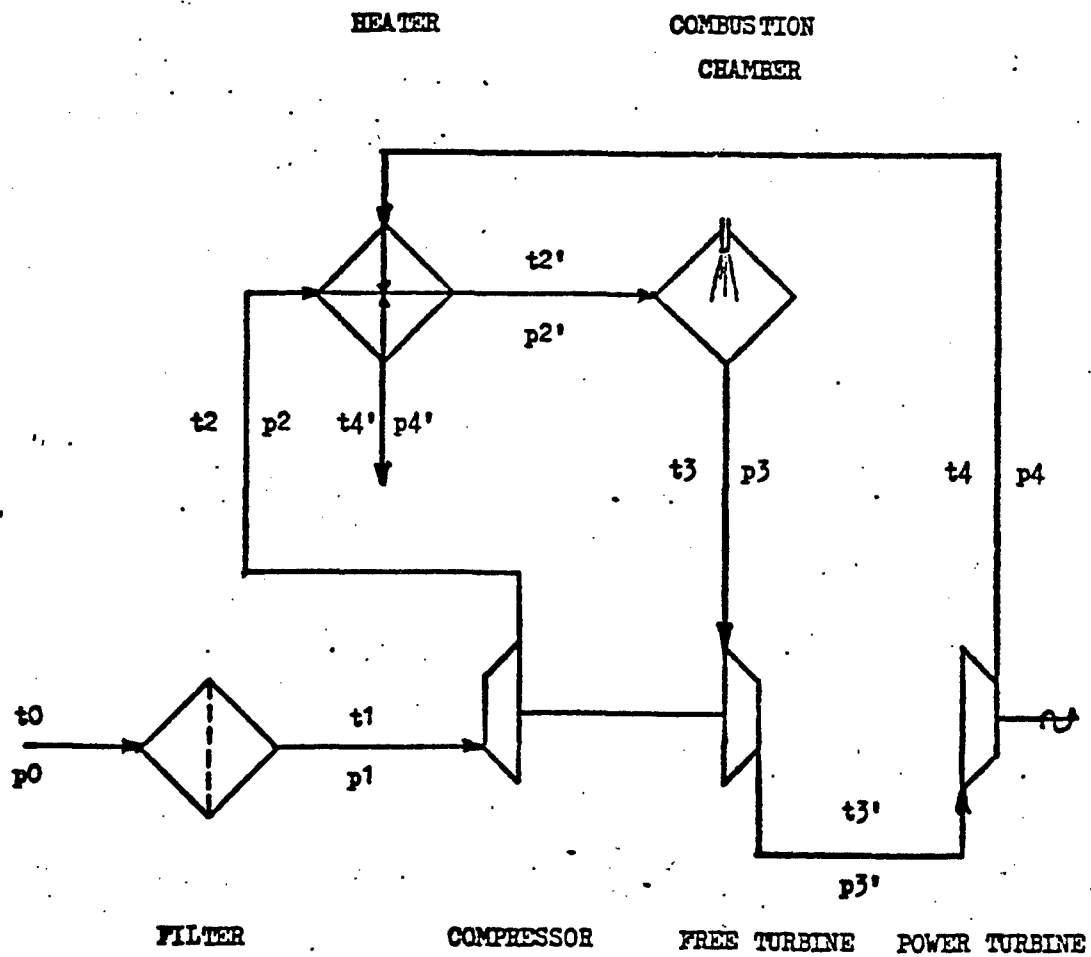 HEATER
COMBUSTION
CHAMBER
t2'
p2'
t2 p2
t4' p4'
t3 p3
t4 p4
t0
p0
t1
p1
t3'
p3'
FILTER
COMPRESSOR
FREE TURBINE
POWER TURBINE